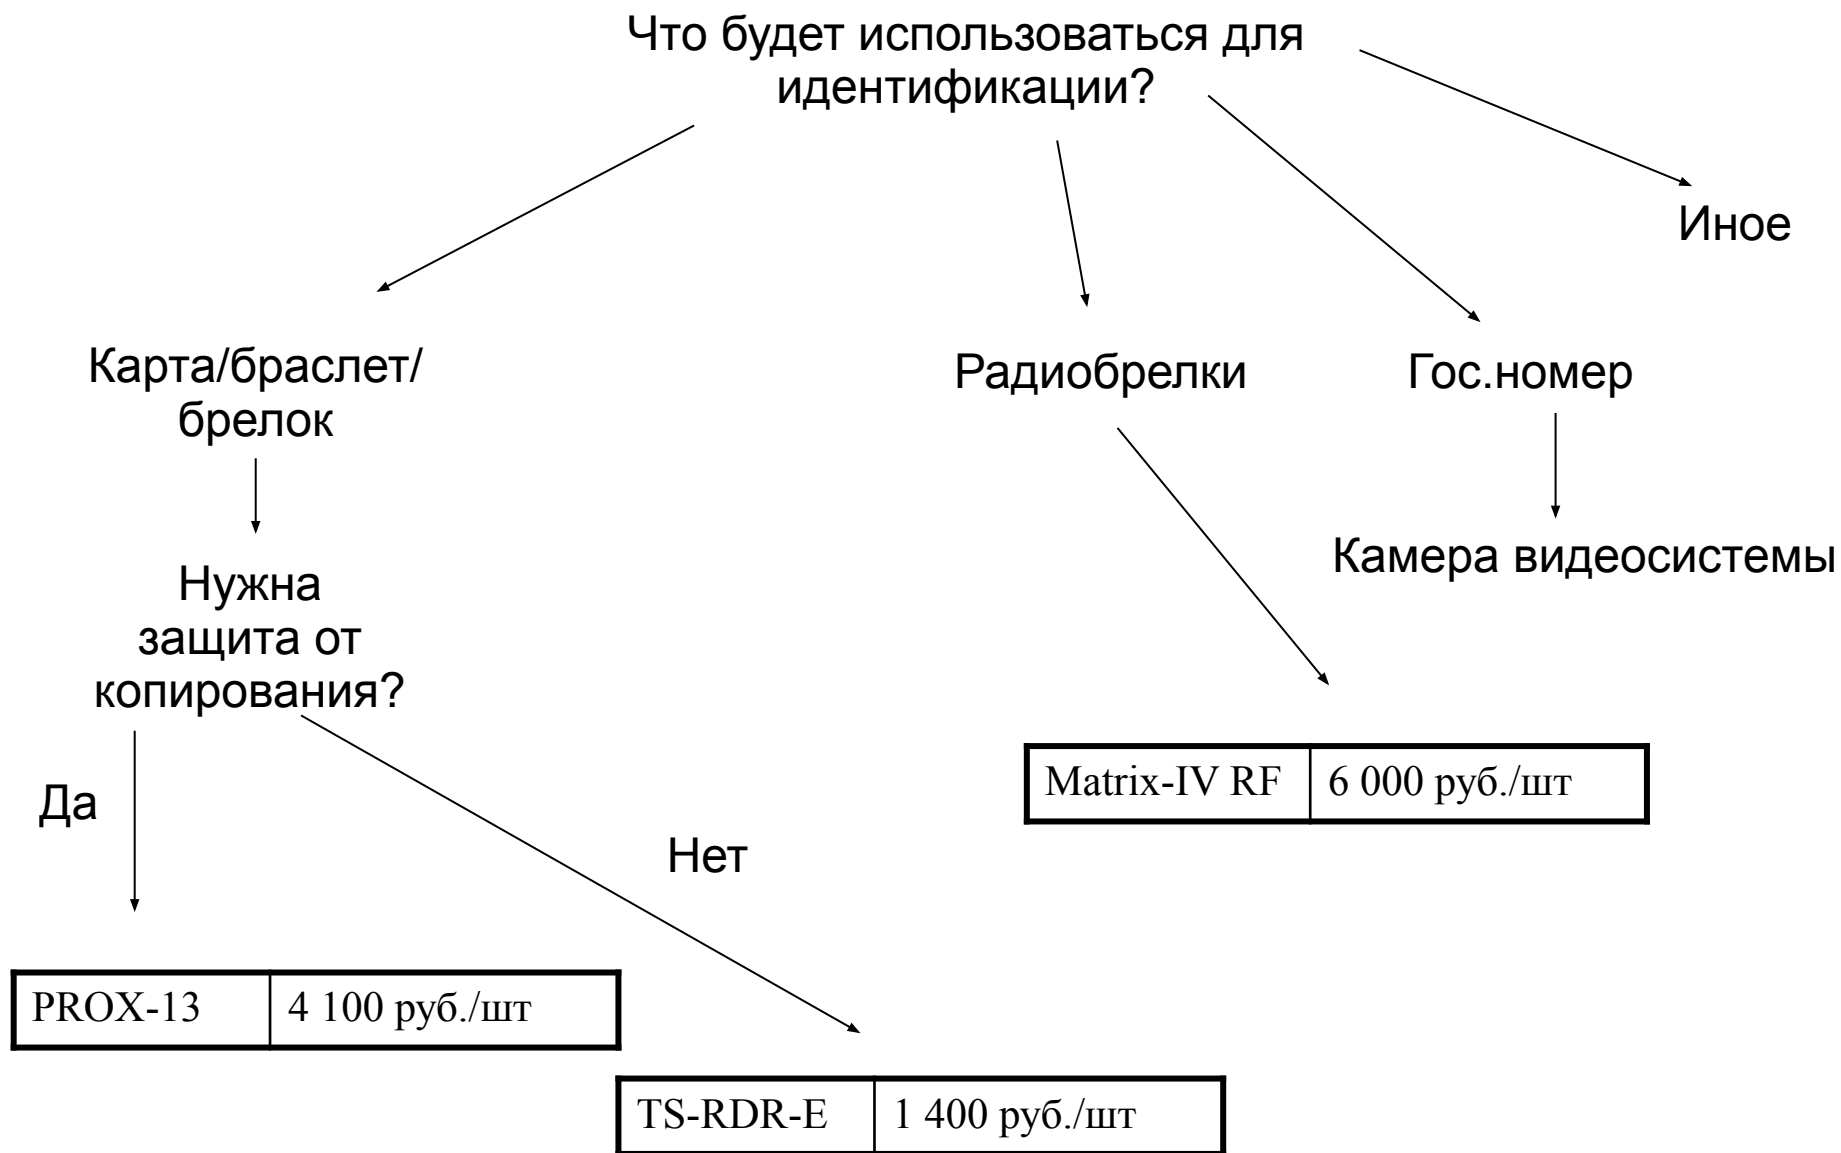 Что будет использоваться для
идентификации?
Иное
Карта/браслет/
брелок
Радиобрелки
Гос.номер
Камера видеосистемы
Нужна
защита от
копирования?
Да
Нет
Matrix-IV RF 6 000 руб./шт
PROX-13 4 100 руб./шт
TS-RDR-E 1 400 руб./шт